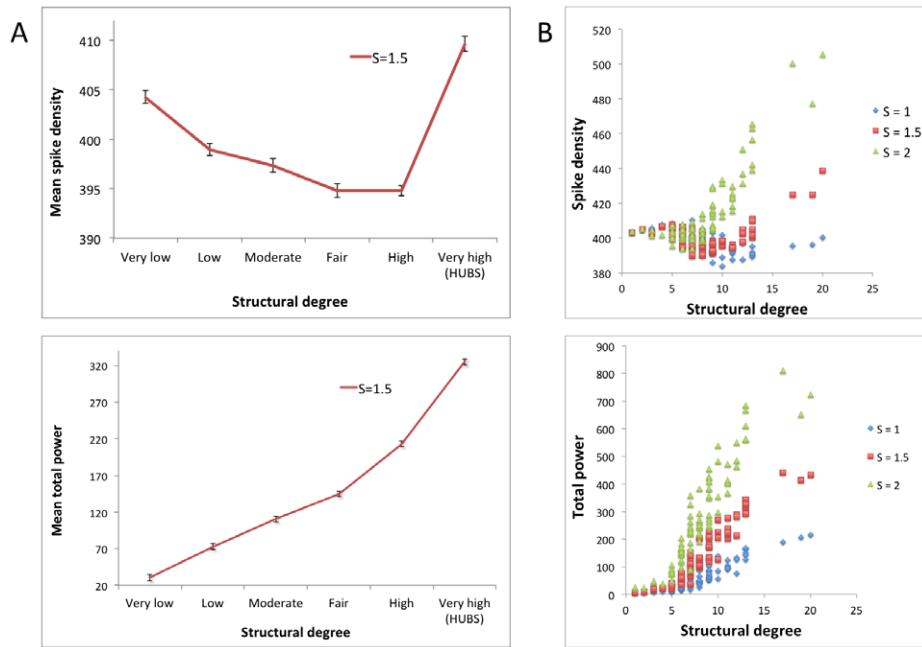 A
Mean spike density
410
405
400
395
390
S=1.5
Very low
Low
Moderate
Fair
High
Very high
(HUBS)
Structural degree
B
Spike density
520
500
480
460
440
420
400
380
0
5
10
15
20
25
Structural degree
S = 1
S = 1.5
S = 2
Mean total power
320
270
220
170
120
70
20
S=1.5
Very low
Low
Moderate
Fair
High
Very high
(HUBS)
Structural degree
Total power
900
800
700
600
500
400
300
200
100
0
0
5
10
15
20
25
Structural degree
S = 1
S = 1.5
S = 2